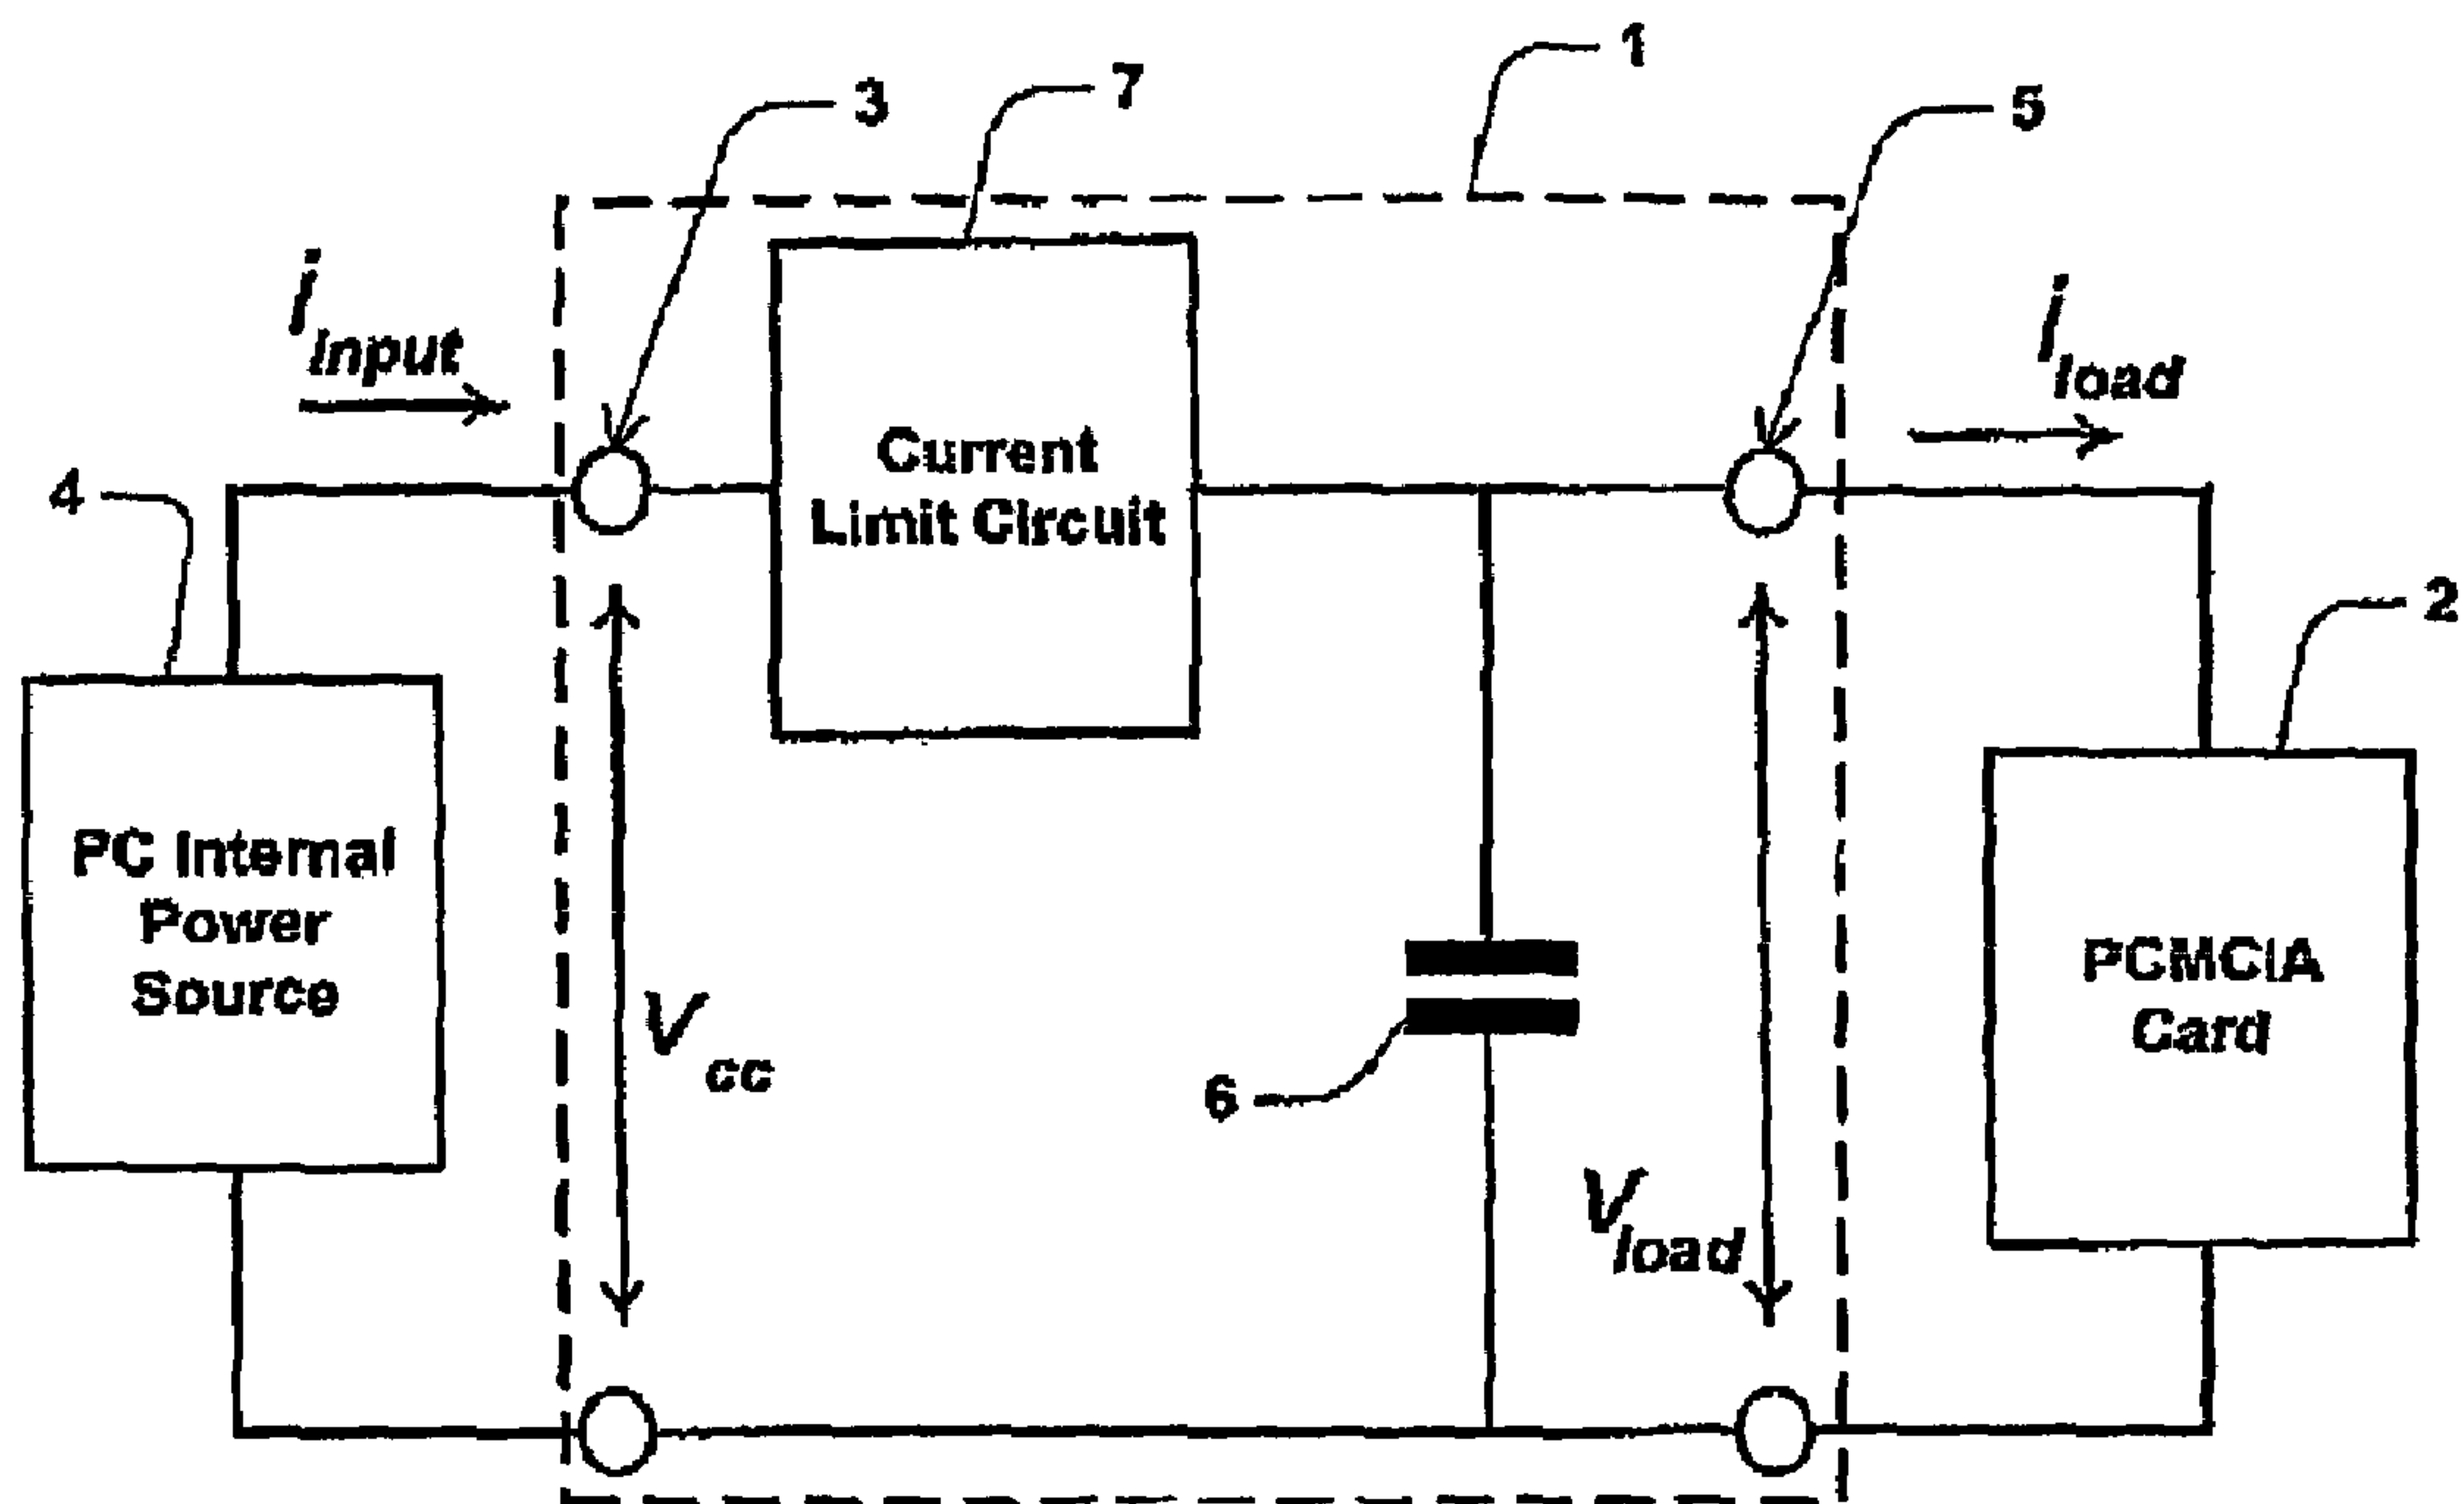 1
3
7
5
i input
i load
4
Current
Limit Circuit
2
PC Internal
Power
Source
PCMCIA
Card
V cc
6
V load